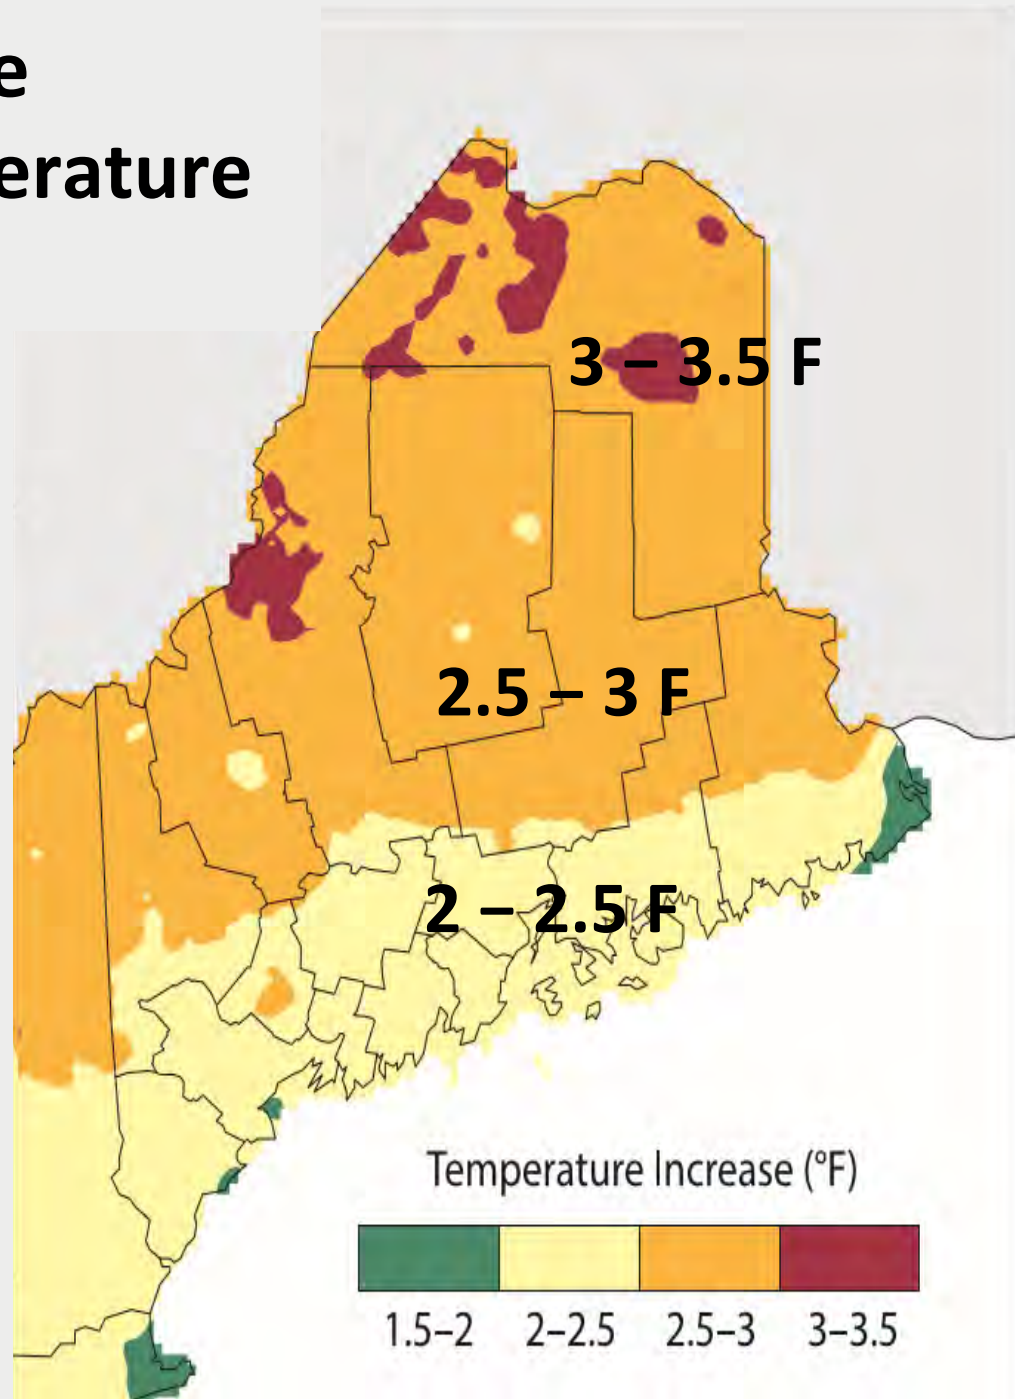 e
erature
3 – 3.5 F
2.5 – 3 F
2 – 2.5 F
Temperature Increase (°F)
1.5–2 2–2.5 2.5–3 3–3.5